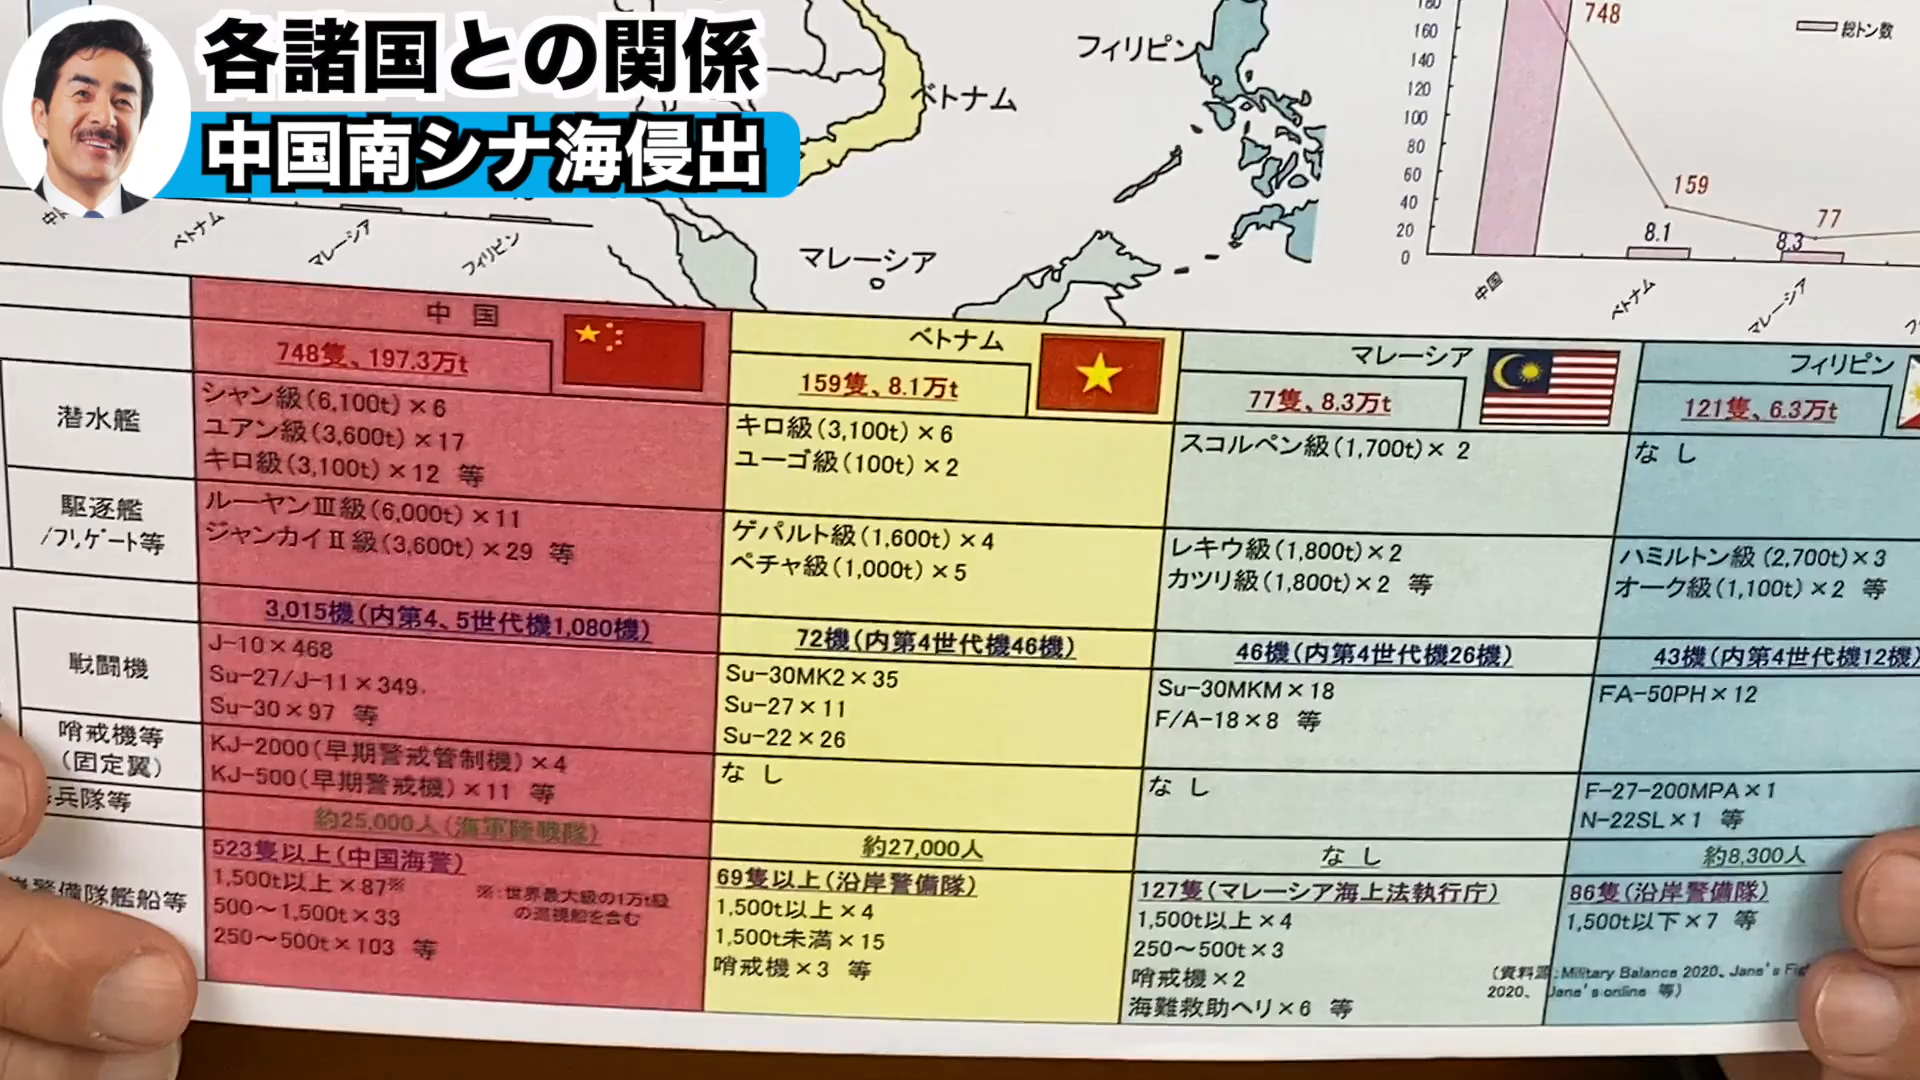 各諸国との関係
中国南シナ海侵出
フィリピン
ベトナム
マレーシア
ベトナム
マレーシア
フィリピン
180
160
140
120
100
80
60
40
20
0
748
159
77
8.1
8.3
総トン数
中国
ベトナム
マレーシア
中国
748隻、197.3万t
ベトナム
159隻、8.1万t
マレーシア
77隻、8.3万t
フィリピン
121隻、6.3万t
潜水艦
シャン級(6,100t)×6
ユアン級(3,600t)×17
キロ級(3,100t)×12 等
キロ級(3,100t)×6
ユーゴ級(100t)×2
スコルペン級(1,700t)×2
なし
駆逐艦
/フリゲート等
ルーヤンⅢ級(6,000t)×11
ジャンカイⅡ級(3,600t)×29 等
ゲパルト級(1,600t)×4
ペチャ級(1,000t)×5
レキウ級(1,800t)×2
カツリ級(1,800t)×2 等
ハミルトン級(2,700t)×3
オーク級(1,100t)×2 等
戦闘機
3,015機(内第4、5世代機1,080機)
J-10×468
Su-27/J-11×349
Su-30×97 等
72機(内第4世代機46機)
Su-30MK2×35
Su-27×11
Su-22×26
46機(内第4世代機26機)
Su-30MKM×18
F/A-18×8 等
43機(内第4世代機12機)
FA-50PH×12
哨戒機等
(固定翼)
KJ-2000(早期警戒管制機)×4
KJ-500(早期警戒機)×11 等
なし
なし
F-27-200MPA×1
N-22SL×1 等
兵隊等
約25,000人(海軍陸戦隊)
約27,000人
なし
約8,300人
警備隊艦船等
523隻以上(中国海警)
1,500t以上×87※
500～1,500t×33
250～500t×103 等
※:世界最大級の1万t級
の巡視船を含む
69隻以上(沿岸警備隊)
1,500t以上×4
1,500t未満×15
哨戒機×3 等
127隻(マレーシア海上法執行庁)
1,500t以上×4
250～500t×3
哨戒機×2
海難救助ヘリ×6 等
86隻(沿岸警備隊)
1,500t以下×7 等
(資料源:Military Balance 2020、Jane's
2020、Jane's online 等)